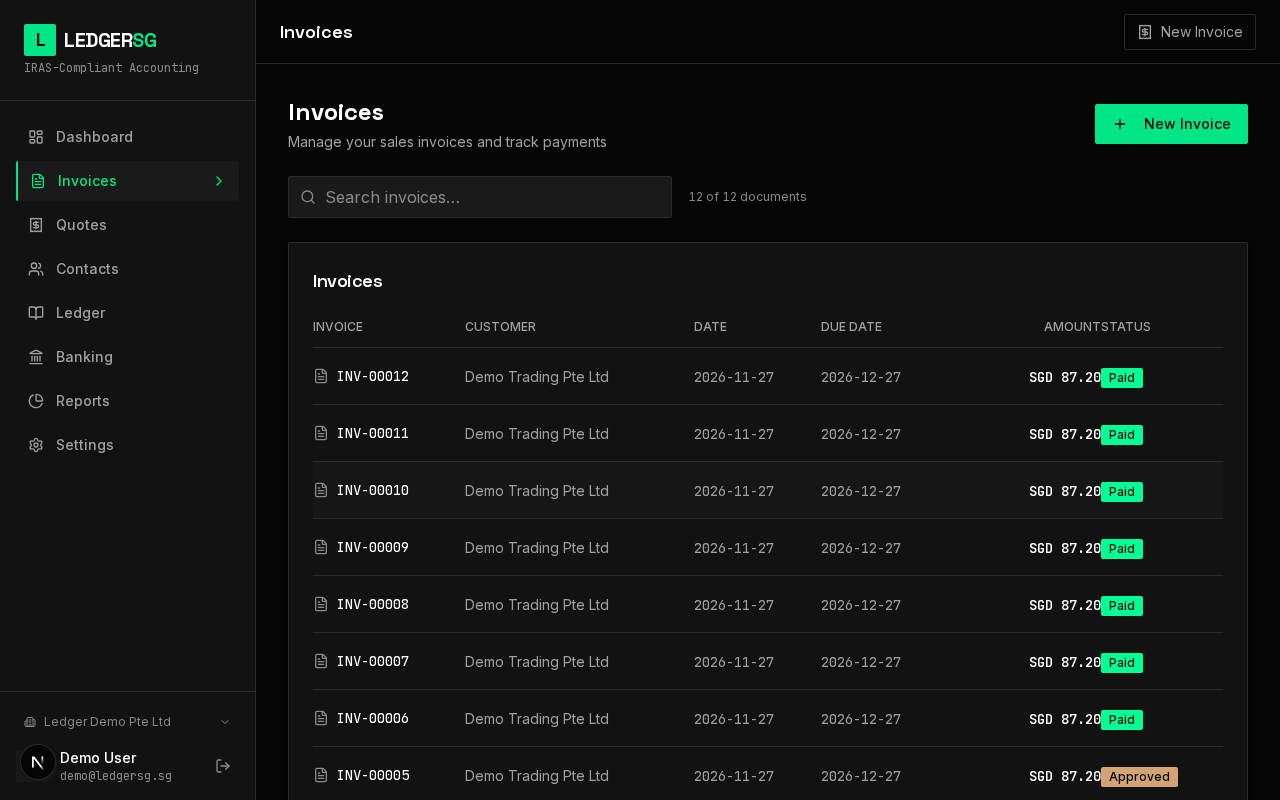 L LEDGERSG
IRAS-Compliant Accounting
Dashboard
Invoices
Quotes
Contacts
Ledger
Banking
Reports
Settings
Ledger Demo Pte Ltd
N
Demo User
demo@ledgersg.sg
Invoices
New Invoice
Invoices
Manage your sales invoices and track payments
New Invoice
Search invoices...
12 of 12 documents
Invoices
INVOICE CUSTOMER DATE DUE DATE AMOUNT STATUS
INV-00012 Demo Trading Pte Ltd 2026-11-27 2026-12-27 SGD 87.20 Paid
INV-00011 Demo Trading Pte Ltd 2026-11-27 2026-12-27 SGD 87.20 Paid
INV-00010 Demo Trading Pte Ltd 2026-11-27 2026-12-27 SGD 87.20 Paid
INV-00009 Demo Trading Pte Ltd 2026-11-27 2026-12-27 SGD 87.20 Paid
INV-00008 Demo Trading Pte Ltd 2026-11-27 2026-12-27 SGD 87.20 Paid
INV-00007 Demo Trading Pte Ltd 2026-11-27 2026-12-27 SGD 87.20 Paid
INV-00006 Demo Trading Pte Ltd 2026-11-27 2026-12-27 SGD 87.20 Paid
INV-00005 Demo Trading Pte Ltd 2026-11-27 2026-12-27 SGD 87.20 Approved